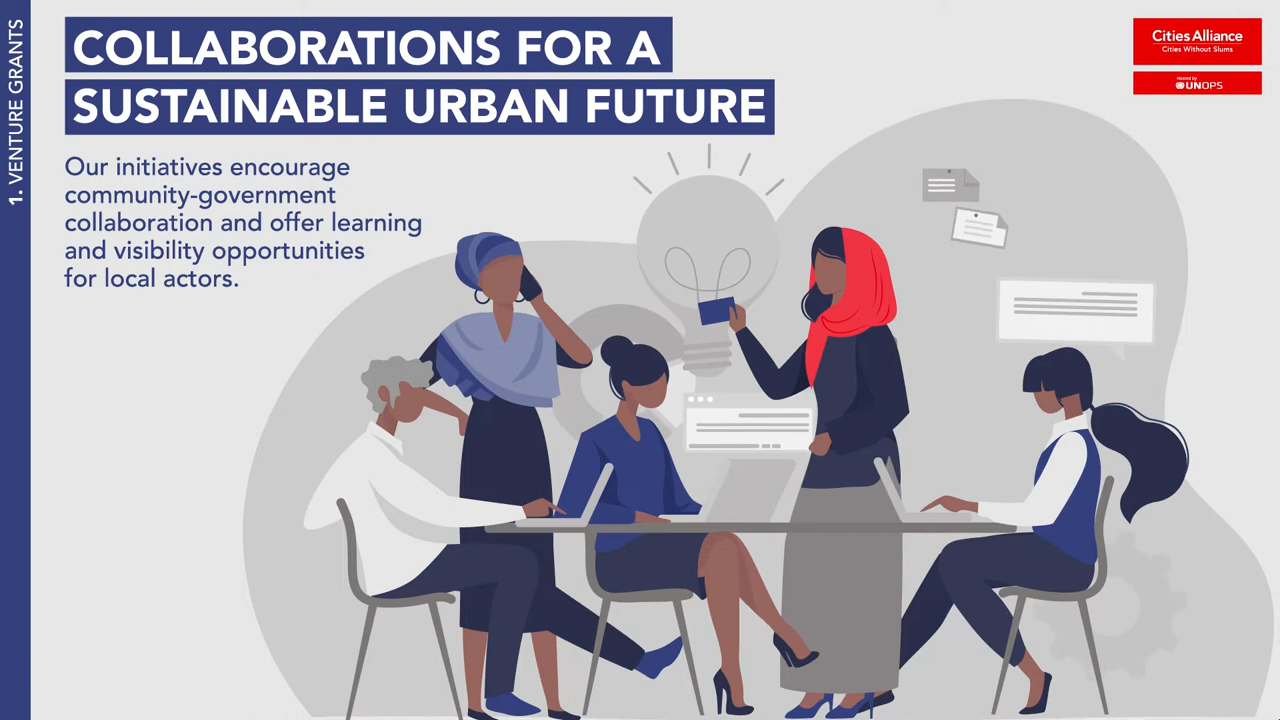 1. VENTURE GRANTS
COLLABORATIONS FOR A
SUSTAINABLE URBAN FUTURE
Our initiatives encourage
community-government
collaboration and offer learning
and visibility opportunities
for local actors.
Cities Alliance
Cities Without Slums
Hosted by
UNOPS